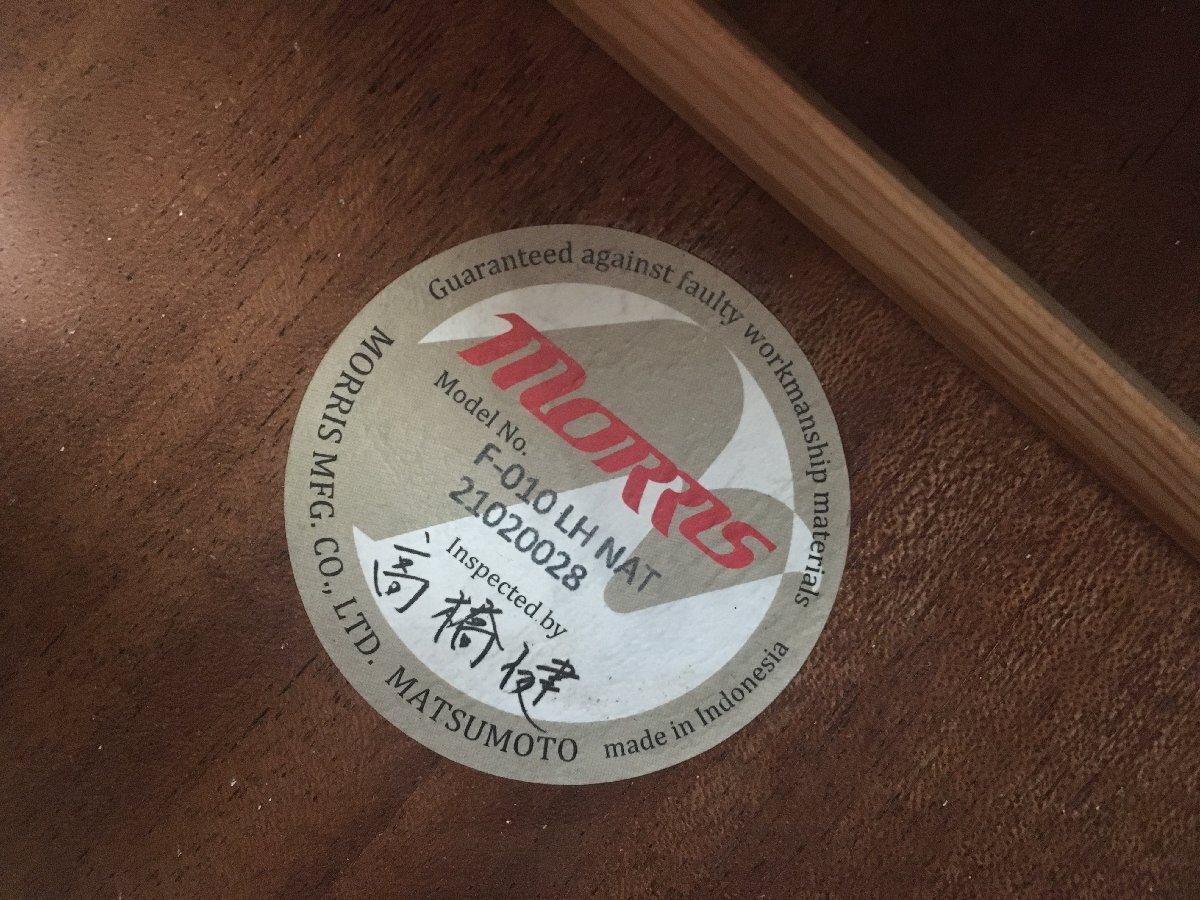 Guaranteed against faulty workmanship materials
morris
Model No.
F-010 LH NAT
21020028
Inspected by
高橋健
MORRIS MFG. CO., LTD. MATSUMOTO
made in Indonesia